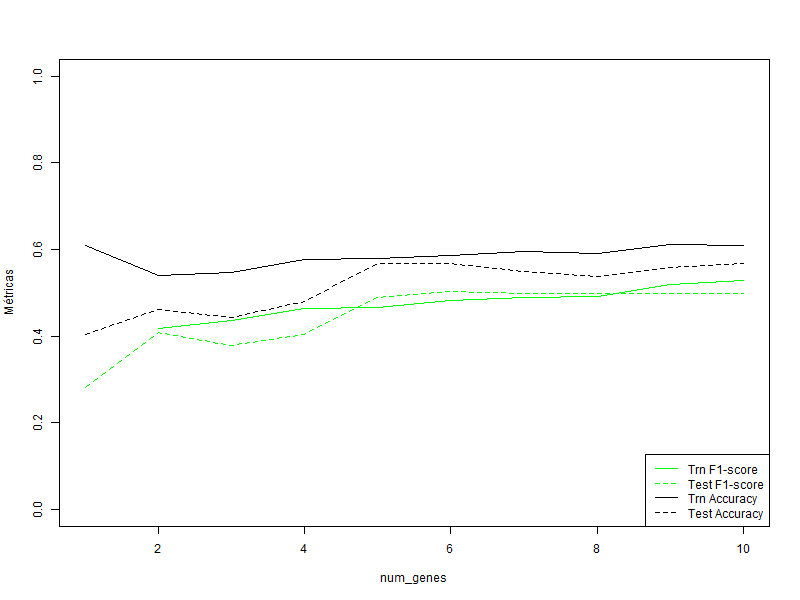 1.0
0.8
0.6
0.4
0.2
0.0
Métricas
2 4 6 8 10
num_genes
Trn F1-score
Test F1-score
Trn Accuracy
Test Accuracy